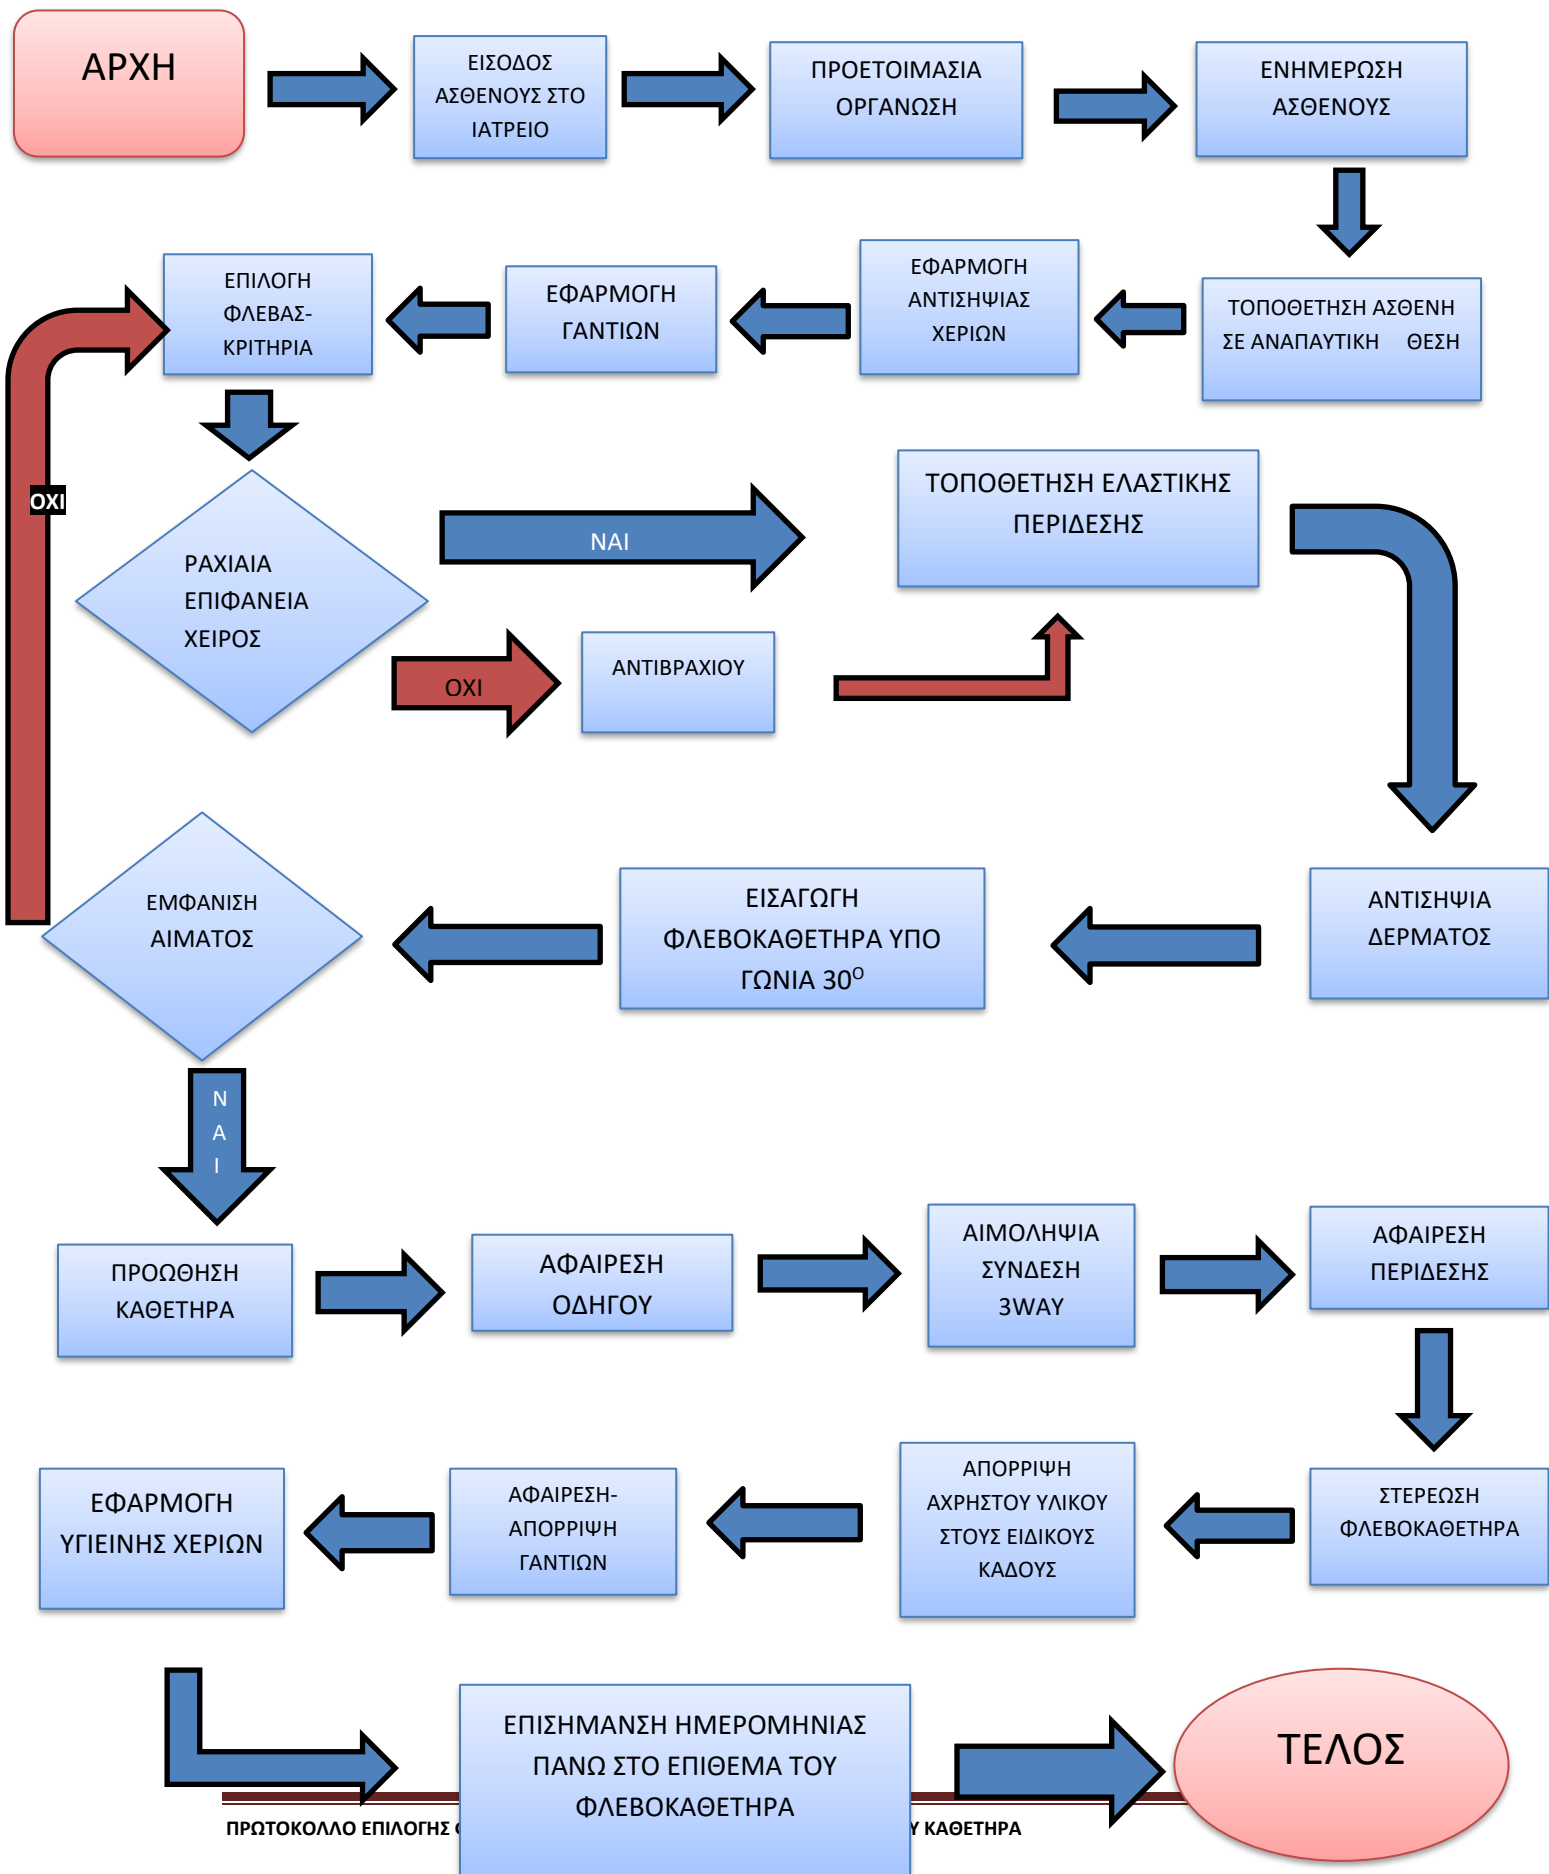 ΑΡΧΗ
ΕΙΣΟΔΟΣ
ΑΣΘΕΝΟΥΣ ΣΤΟ
ΙΑΤΡΕΙΟ
ΠΡΟΕΤΟΙΜΑΣΙΑ
ΟΡΓΑΝΩΣΗ
ΕΝΗΜΕΡΩΣΗ
ΑΣΘΕΝΟΥΣ
ΤΟΠΟΘΕΤΗΣΗ ΑΣΘΕΝΗ
ΣΕ ΑΝΑΠΑΥΤΙΚΗ ΘΕΣΗ
ΕΦΑΡΜΟΓΗ
ΑΝΤΙΣΗΨΙΑΣ
ΧΕΡΙΩΝ
ΕΦΑΡΜΟΓΗ
ΓΑΝΤΙΩΝ
ΕΠΙΛΟΓΗ
ΦΛΕΒΑΣ-
ΚΡΙΤΗΡΙΑ
ΟΧΙ
ΡΑΧΙΑΙΑ
ΕΠΙΦΑΝΕΙΑ
ΧΕΙΡΟΣ
ΝΑΙ
ΤΟΠΟΘΕΤΗΣΗ ΕΛΑΣΤΙΚΗΣ
ΠΕΡΙΔΕΣΗΣ
ΟΧΙ
ΑΝΤΙΒΡΑΧΙΟΥ
ΑΝΤΙΣΗΨΙΑ
ΔΕΡΜΑΤΟΣ
ΕΙΣΑΓΩΓΗ
ΦΛΕΒΟΚΑΘΕΤΗΡΑ ΥΠΟ
ΓΩΝΙΑ 30Ο
ΕΜΦΑΝΙΣΗ
ΑΙΜΑΤΟΣ
Ν
Α
Ι
ΠΡΟΩΘΗΣΗ
ΚΑΘΕΤΗΡΑ
ΑΦΑΙΡΕΣΗ
ΟΔΗΓΟΥ
ΑΙΜΟΛΗΨΙΑ
ΣΥΝΔΕΣΗ
3WAY
ΑΦΑΙΡΕΣΗ
ΠΕΡΙΔΕΣΗΣ
ΣΤΕΡΕΩΣΗ
ΦΛΕΒΟΚΑΘΕΤΗΡΑ
ΑΠΟΡΡΙΨΗ
ΑΧΡΗΣΤΟΥ ΥΛΙΚΟΥ
ΣΤΟΥΣ ΕΙΔΙΚΟΥΣ
ΚΑΔΟΥΣ
ΑΦΑΙΡΕΣΗ-
ΑΠΟΡΡΙΨΗ
ΓΑΝΤΙΩΝ
ΕΦΑΡΜΟΓΗ
ΥΓΙΕΙΝΗΣ ΧΕΡΙΩΝ
ΕΠΙΣΗΜΑΝΣΗ ΗΜΕΡΟΜΗΝΙΑΣ
ΠΑΝΩ ΣΤΟ ΕΠΙΘΕΜΑ ΤΟΥ
ΦΛΕΒΟΚΑΘΕΤΗΡΑ
ΤΕΛΟΣ
ΠΡΩΤΟΚΟΛΛΟ ΕΠΙΛΟΓΗΣ ΚΑΘΕΤΗΡΑ